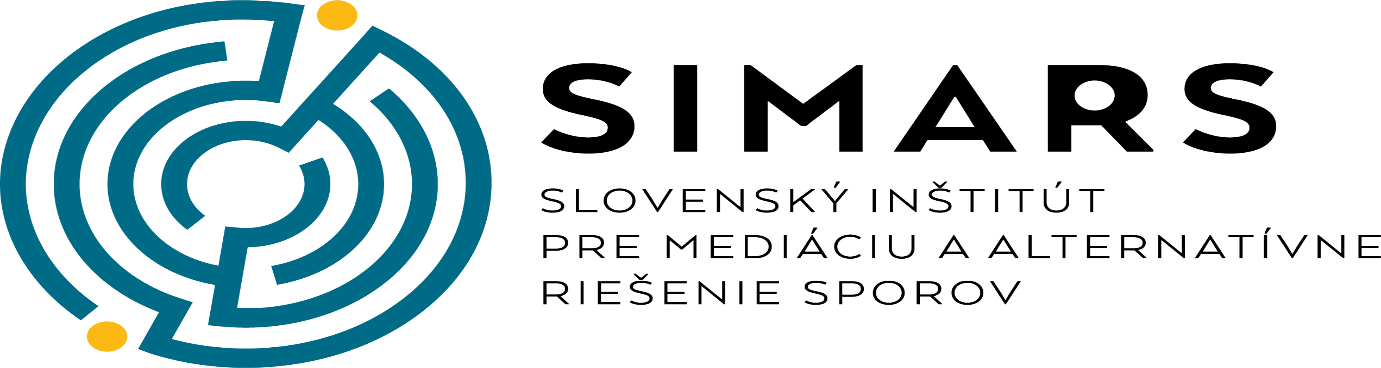 SIMARS
SLOVENSKÝ INŠTITÚT
PRE MEDIÁCIU A ALTERNATÍVNE
RIEŠENIE SPOROV